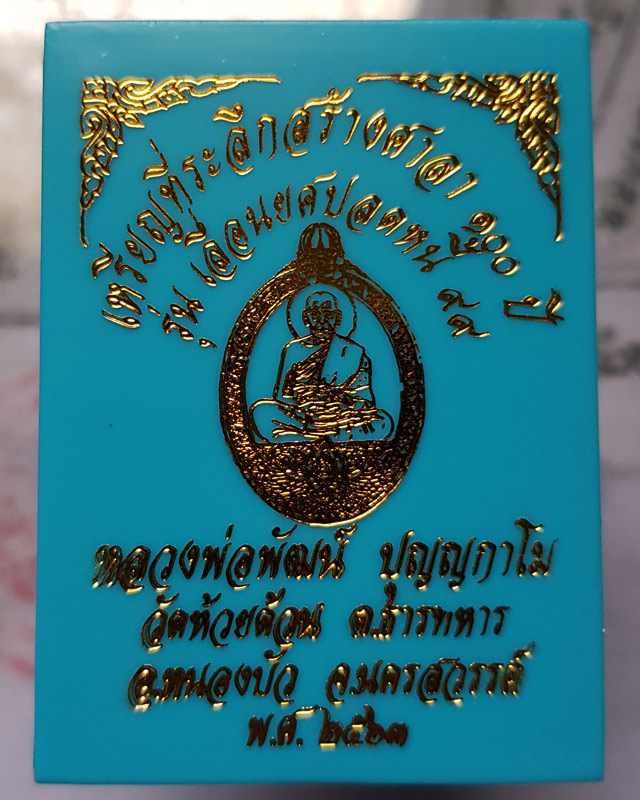 เหรียญที่ระลึกสร้างศาลา ๑๐๐ ปี
รุ่น เลื่อนยศปลดหนี้ ๙๙
หลวงพ่อพัฒน์ ปุญญกาโม
วัดห้วยด้วน ต.ธารทหาร
อ.หนองบัว จ.นครสวรรค์
พ.ศ. ๒๕๖๓